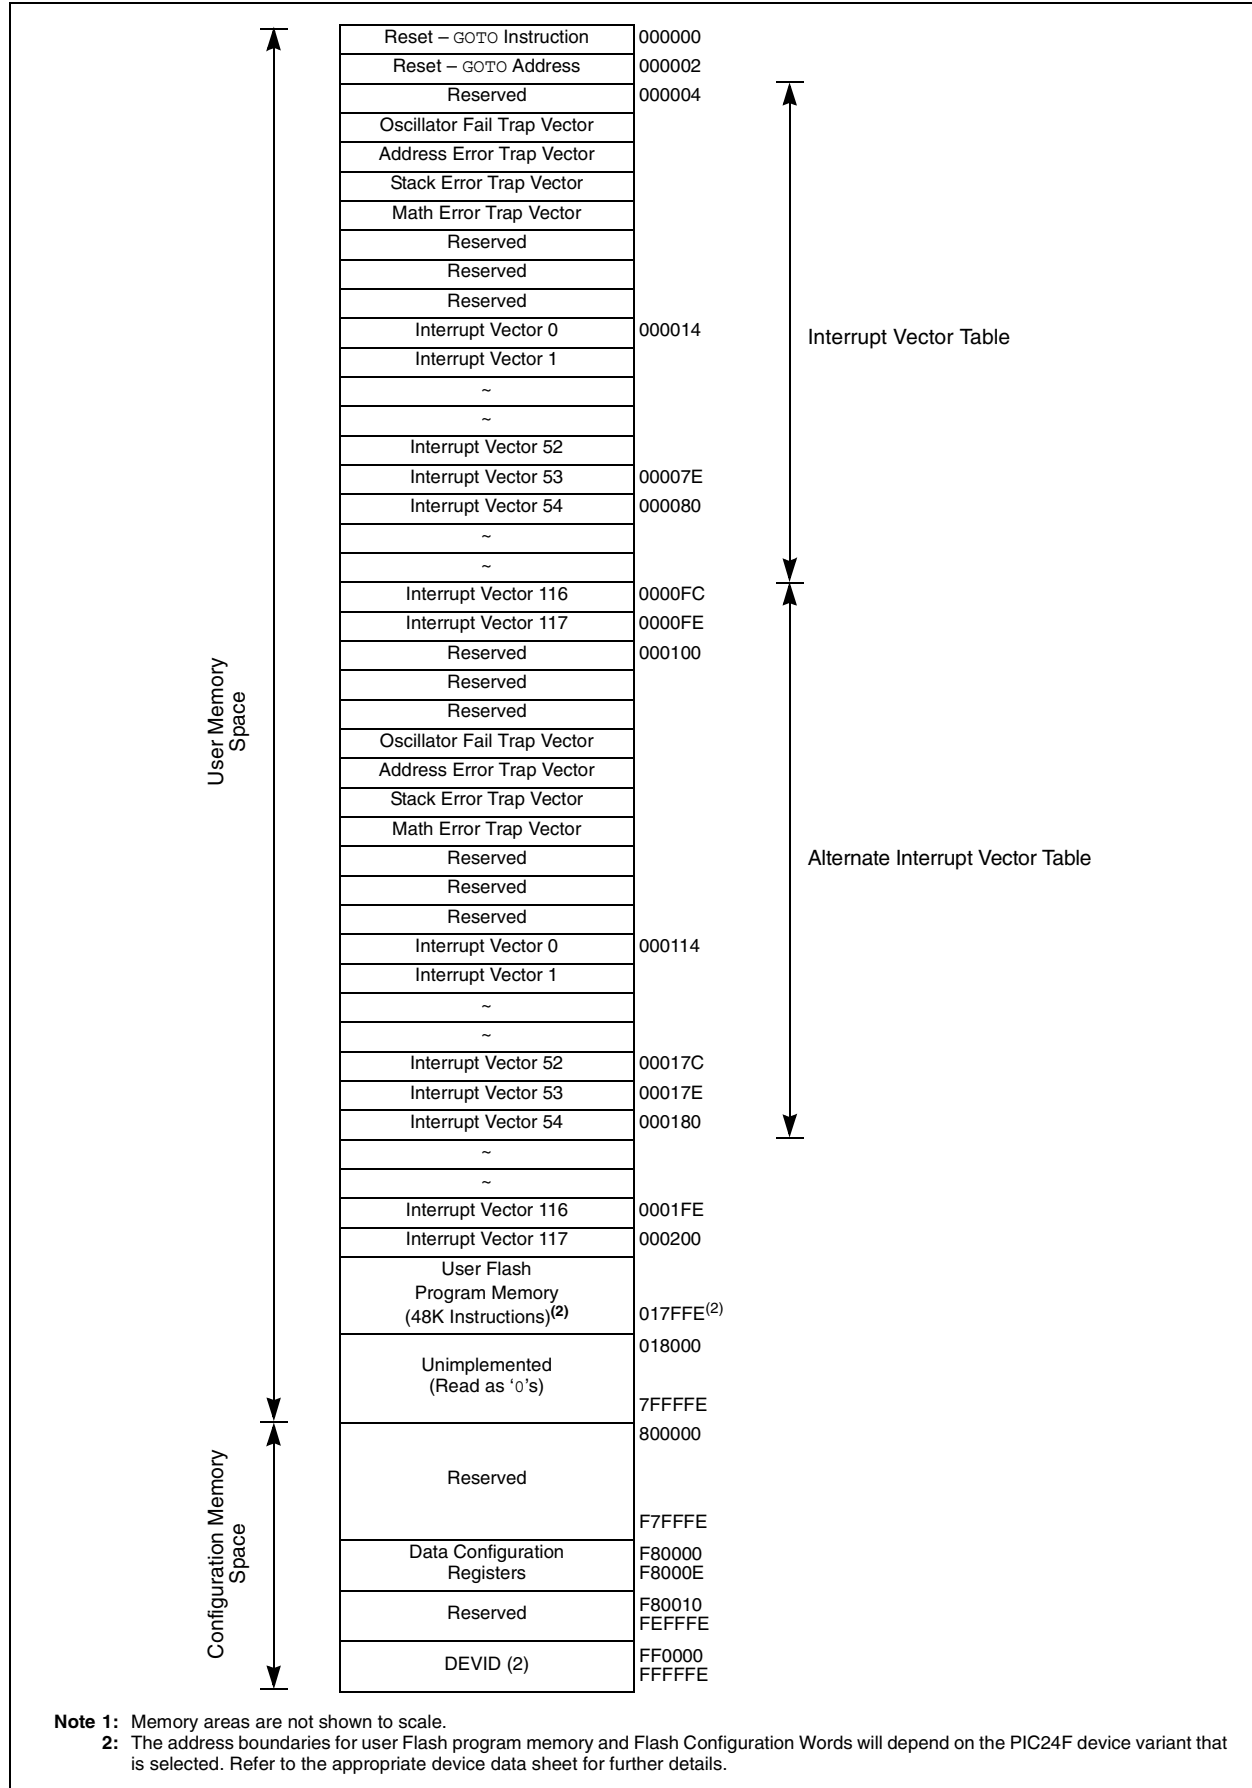 Reset – GOTO Instruction 000000
Reset – GOTO Address 000002
Reserved 000004
Oscillator Fail Trap Vector
Address Error Trap Vector
Stack Error Trap Vector
Math Error Trap Vector
Reserved
Reserved
Reserved
Interrupt Vector 0 000014
Interrupt Vector Table
Interrupt Vector 1
~
~
Interrupt Vector 52
Interrupt Vector 53 00007E
Interrupt Vector 54 000080
~
~
Interrupt Vector 116 0000FC
Interrupt Vector 117 0000FE
Reserved 000100
Reserved
Reserved
User Memory
Space
Oscillator Fail Trap Vector
Address Error Trap Vector
Stack Error Trap Vector
Math Error Trap Vector
Reserved
Alternate Interrupt Vector Table
Reserved
Reserved
Interrupt Vector 0 000114
Interrupt Vector 1
~
~
Interrupt Vector 52 00017C
Interrupt Vector 53 00017E
Interrupt Vector 54 000180
~
~
Interrupt Vector 116 0001FE
Interrupt Vector 117 000200
User Flash
Program Memory
(48K Instructions)(2) 017FFE(2)
018000
Unimplemented
(Read as ‘0’s)
7FFFFE
800000
Reserved
F7FFFE
Configuration Memory
Space
Data Configuration F80000
Registers F8000E
Reserved F80010
FEFFFE
DEVID (2) FF0000
FFFFFE
Note 1: Memory areas are not shown to scale.
2: The address boundaries for user Flash program memory and Flash Configuration Words will depend on the PIC24F device variant that
is selected. Refer to the appropriate device data sheet for further details.